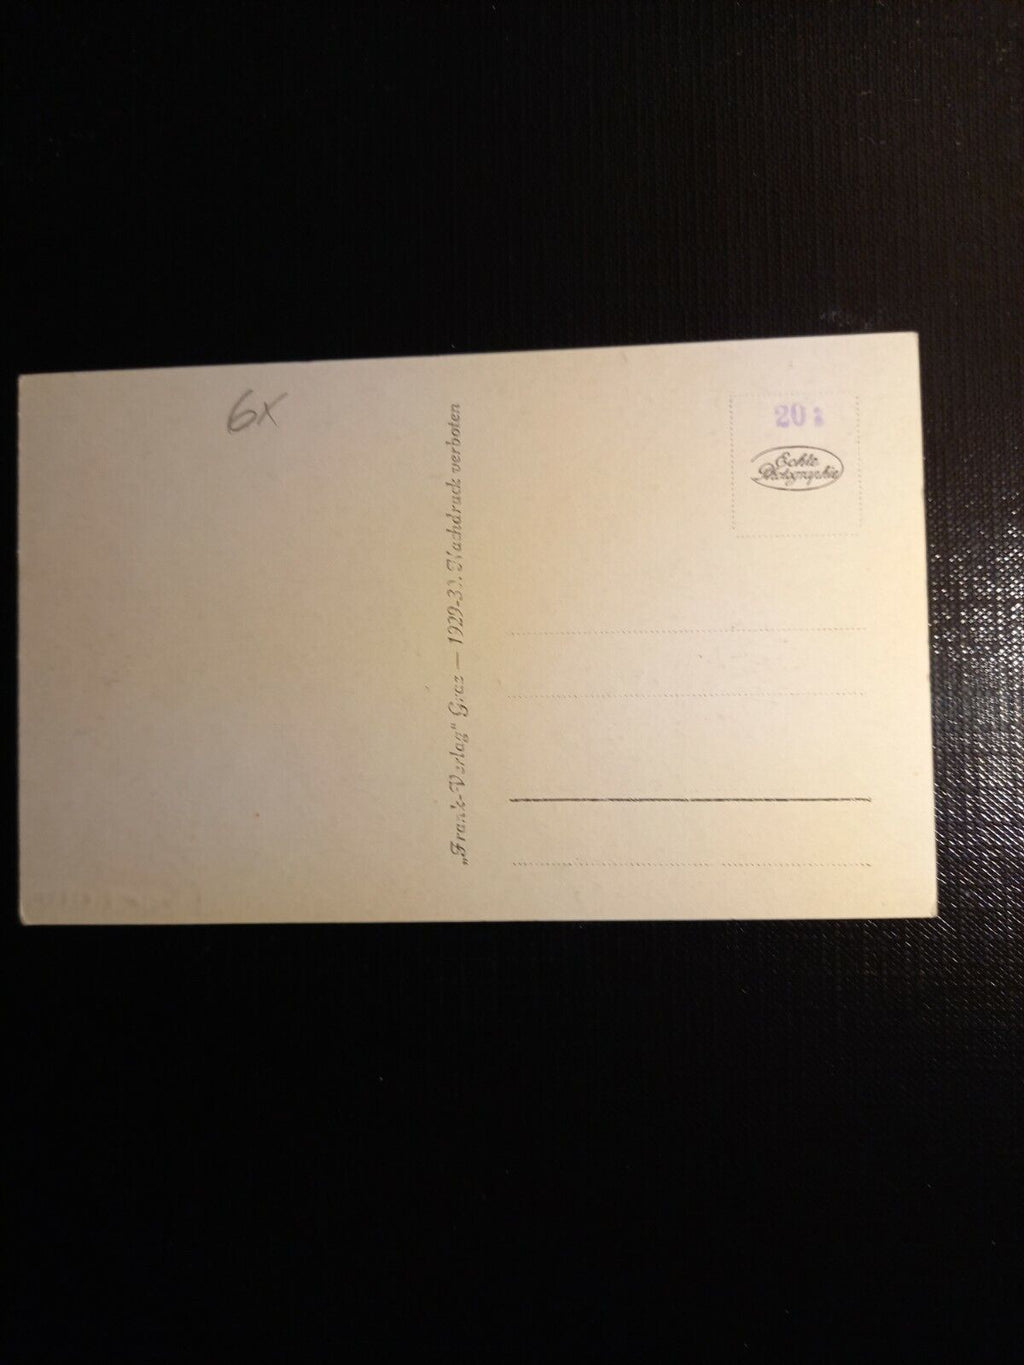 6x
„Frank-Verlag“ Graz — 1929-30. Nachdruck verboten
20
Echte
Photographie